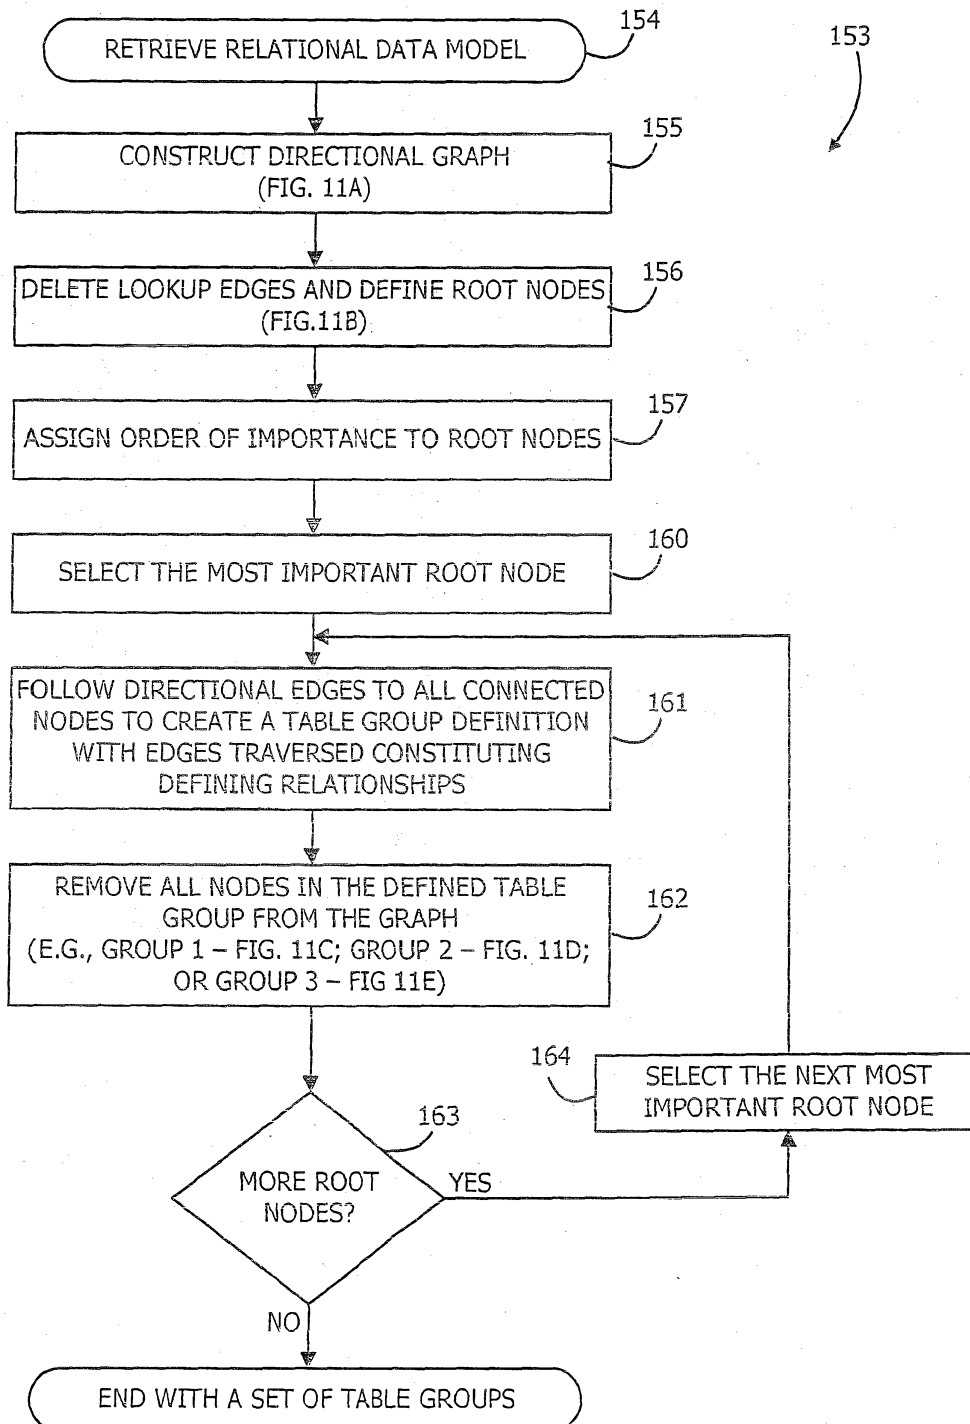 RETRIEVE RELATIONAL DATA MODEL
154
153
CONSTRUCT DIRECTIONAL GRAPH
(FIG. 11A)
155
DELETE LOOKUP EDGES AND DEFINE ROOT NODES
(FIG.11B)
156
ASSIGN ORDER OF IMPORTANCE TO ROOT NODES
157
SELECT THE MOST IMPORTANT ROOT NODE
160
FOLLOW DIRECTIONAL EDGES TO ALL CONNECTED
NODES TO CREATE A TABLE GROUP DEFINITION
WITH EDGES TRAVERSED CONSTITUTING
DEFINING RELATIONSHIPS
161
REMOVE ALL NODES IN THE DEFINED TABLE
GROUP FROM THE GRAPH
(E.G., GROUP 1 – FIG. 11C; GROUP 2 – FIG. 11D;
OR GROUP 3 – FIG 11E)
162
164
SELECT THE NEXT MOST
IMPORTANT ROOT NODE
163
MORE ROOT
NODES?
YES
NO
END WITH A SET OF TABLE GROUPS